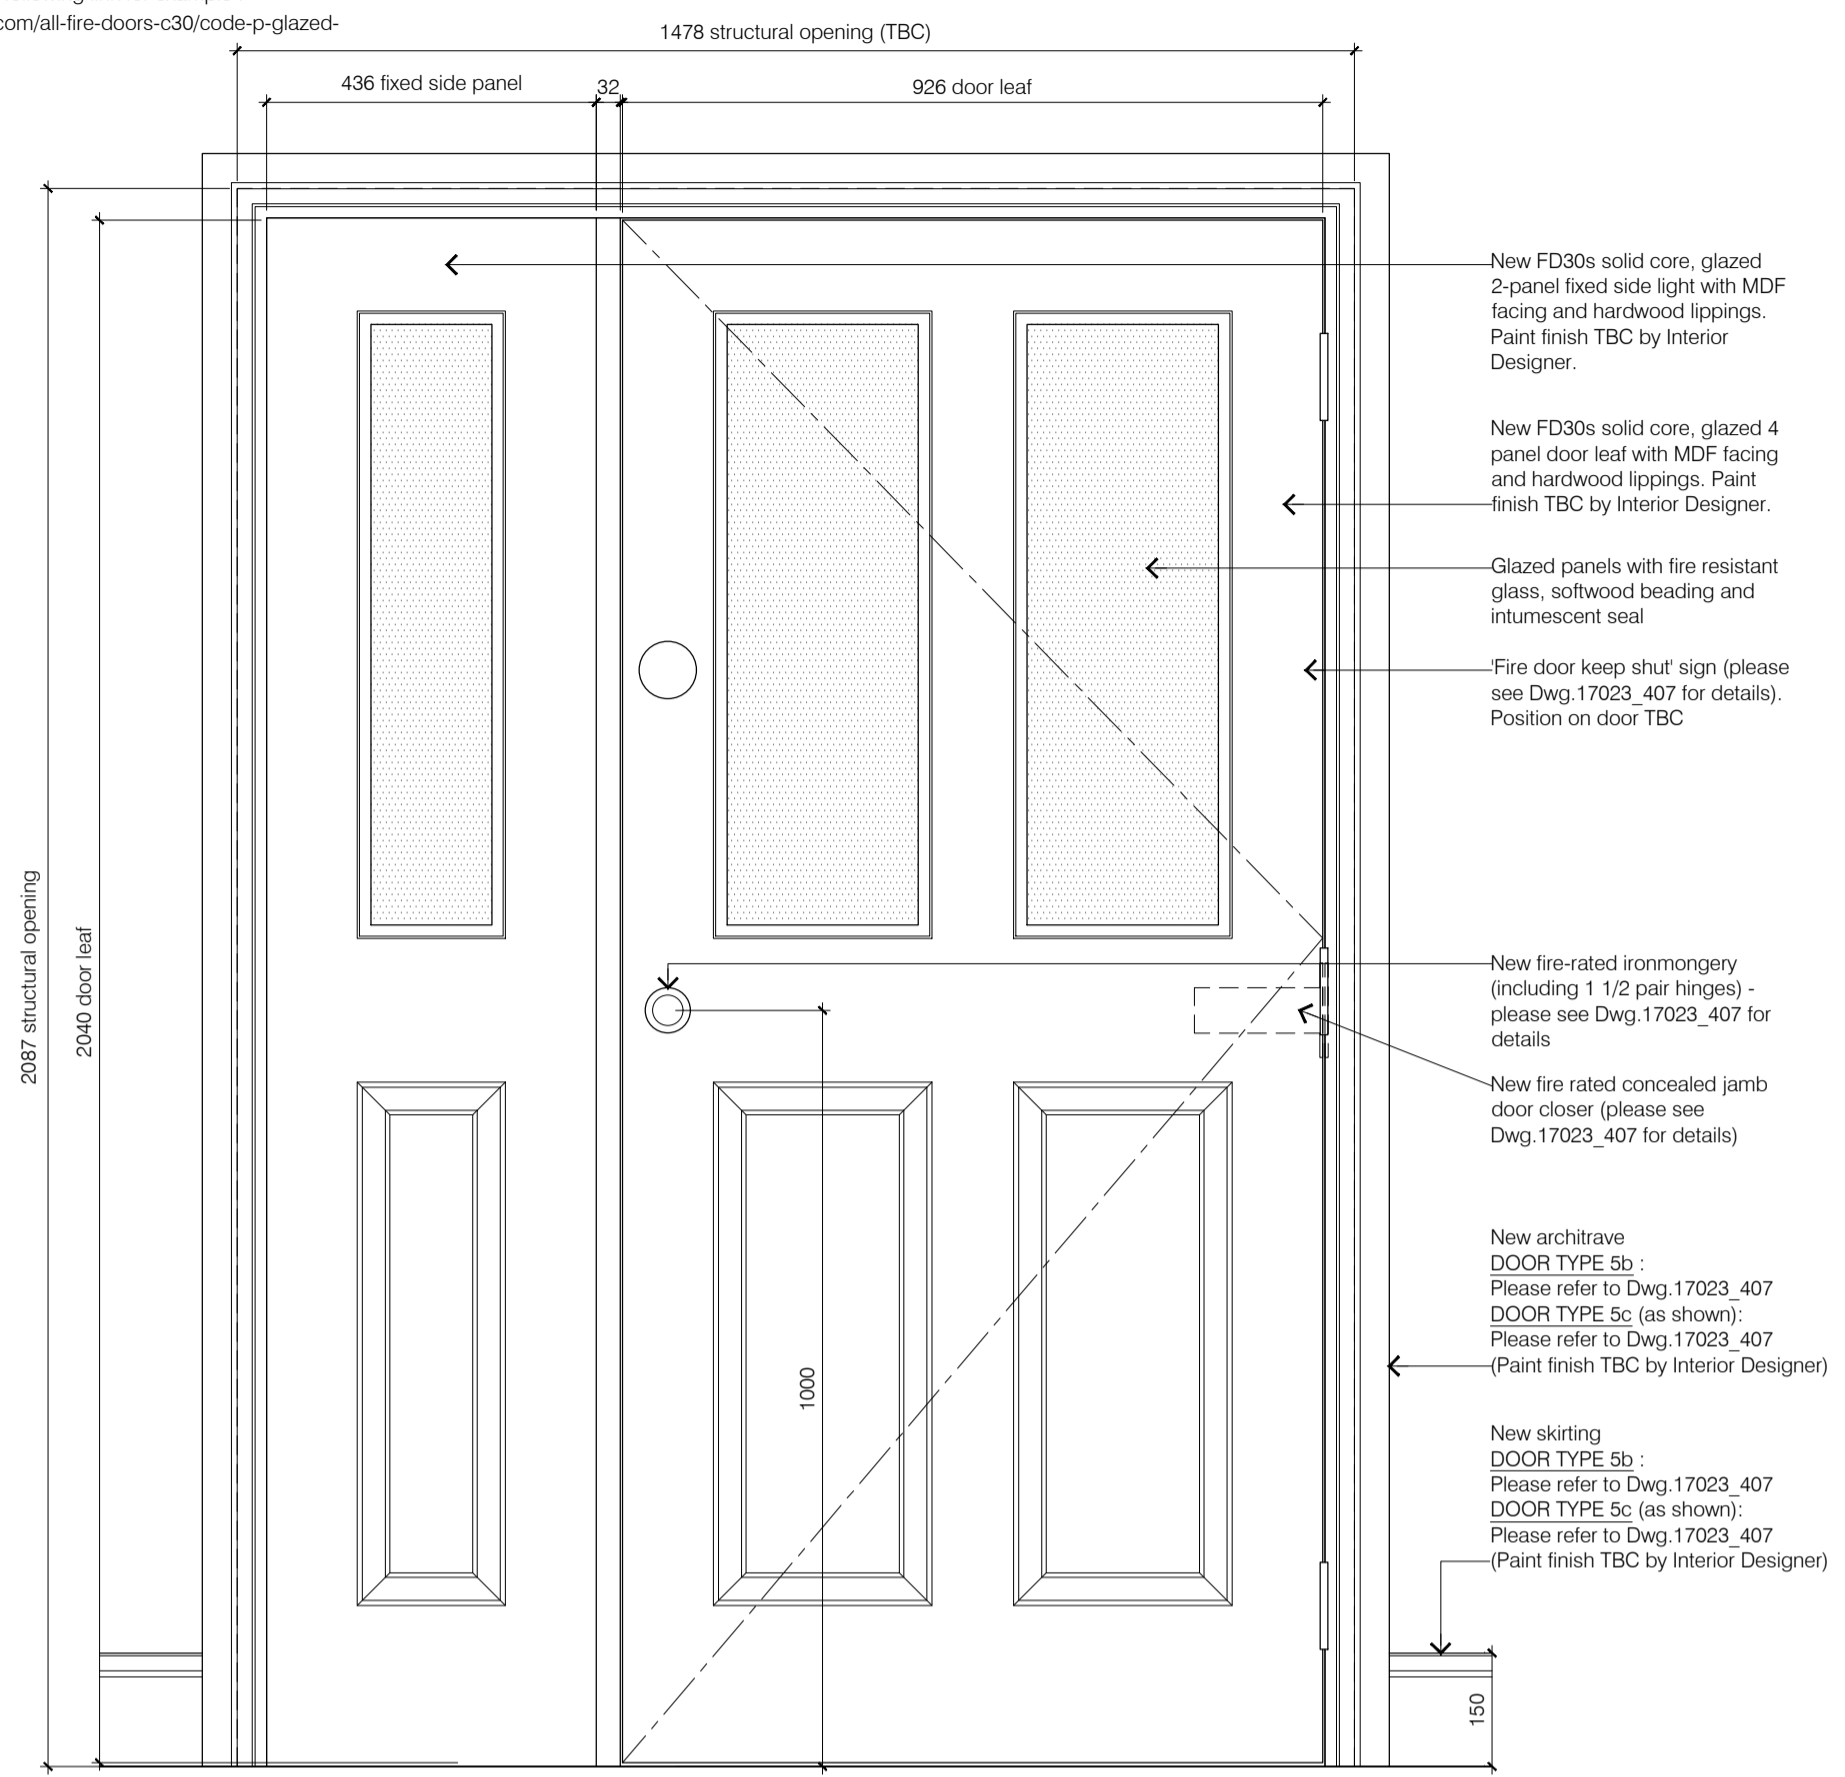 com/all-fire-doors-c30/code-p-glazed-
1478 structural opening (TBC)
436 fixed side panel
32
926 door leaf
2087 structural opening
2040 door leaf
New FD30s solid core, glazed
2-panel fixed side light with MDF
facing and hardwood lippings.
Paint finish TBC by Interior
Designer.
New FD30s solid core, glazed 4
panel door leaf with MDF facing
and hardwood lippings. Paint
finish TBC by Interior Designer.
Glazed panels with fire resistant
glass, softwood beading and
intumescent seal
'Fire door keep shut' sign (please
see Dwg.17023_407 for details).
Position on door TBC
New fire-rated ironmongery
(including 1 1/2 pair hinges) -
please see Dwg.17023_407 for
details
New fire rated concealed jamb
door closer (please see
Dwg.17023_407 for details)
1000
New architrave
DOOR TYPE 5b :
Please refer to Dwg.17023_407
DOOR TYPE 5c (as shown):
Please refer to Dwg.17023_407
(Paint finish TBC by Interior Designer)
New skirting
DOOR TYPE 5b :
Please refer to Dwg.17023_407
DOOR TYPE 5c (as shown):
Please refer to Dwg.17023_407
(Paint finish TBC by Interior Designer)
150